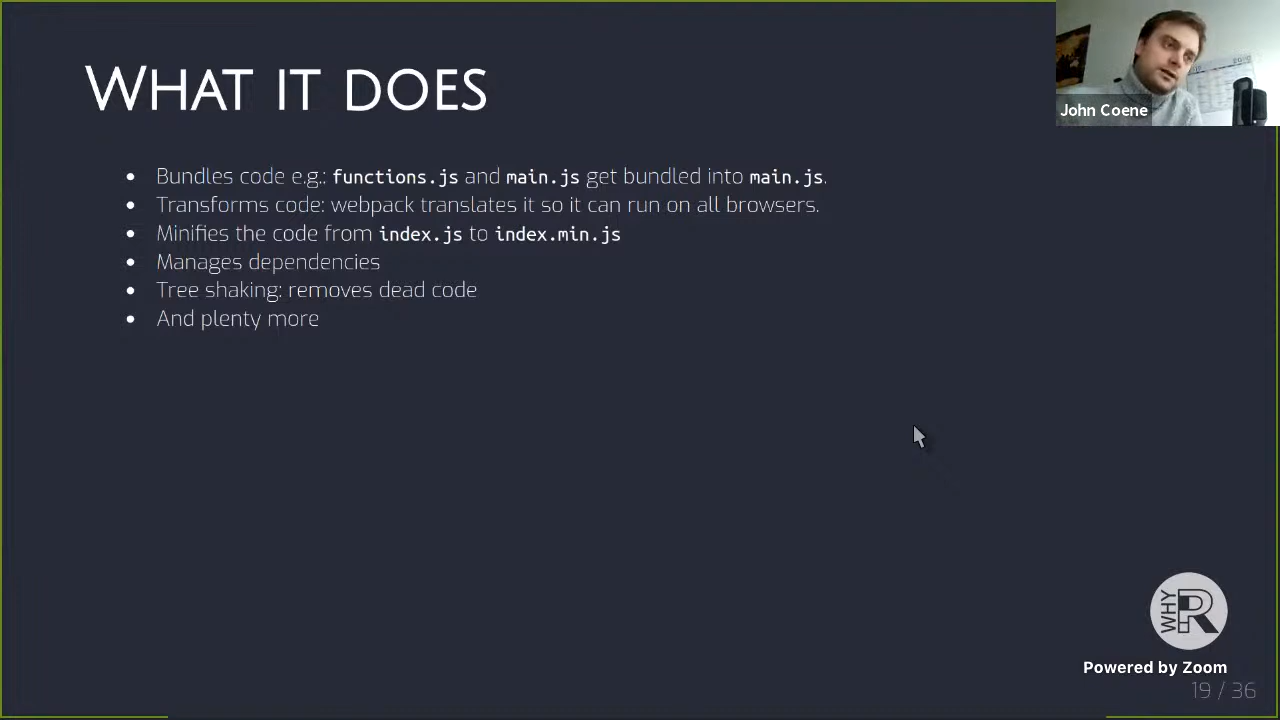 WHAT IT DOES
John Coene
Bundles code e.g.: functions.js and main.js get bundled into main.js.
Transforms code: webpack translates it so it can run on all browsers.
Minifies the code from index.js to index.min.js
Manages dependencies
Tree shaking: removes dead code
And plenty more
WHY R
Powered by Zoom
19 / 36